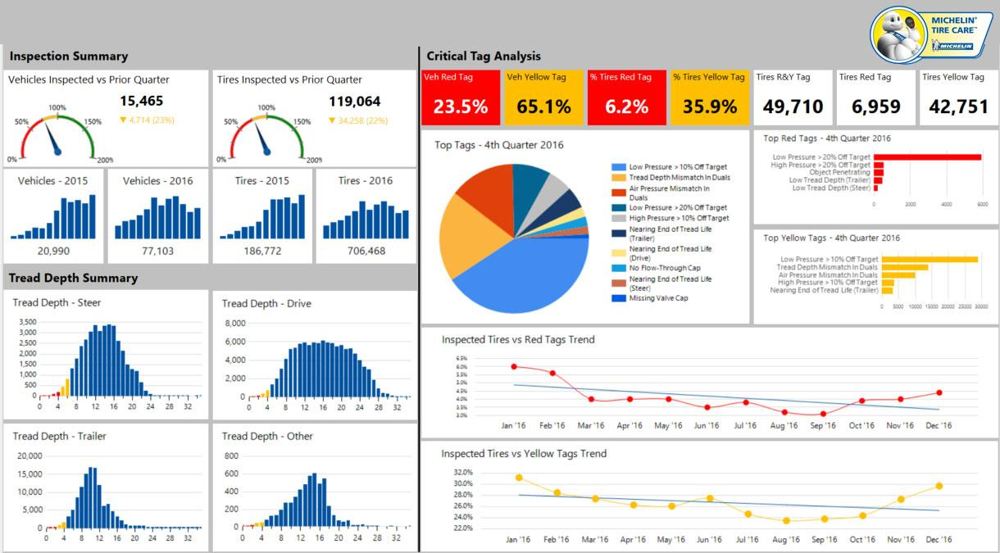 MICHELIN®
TIRE CARE™
MICHELIN
Inspection Summary
Vehicles Inspected vs Prior Quarter
0%
50%
100%
150%
200%
15,465
▼ 4,714 (23%)
Tires Inspected vs Prior Quarter
0%
50%
100%
150%
200%
119,064
▼ 34,258 (22%)
Vehicles - 2015
20,990
Vehicles - 2016
77,103
Tires - 2015
186,772
Tires - 2016
706,468
Tread Depth Summary
Tread Depth - Steer
3,500
3,000
2,500
2,000
1,500
1,000
500
0
0 4 8 12 16 20 24 28 32
Tread Depth - Drive
8,000
6,000
4,000
2,000
0
0 4 8 12 16 20 24 28 32
Tread Depth - Trailer
20,000
15,000
10,000
5,000
0
0 4 8 12 16 20 24 28 32
Tread Depth - Other
800
600
400
200
0
0 4 8 12 16 20 24 28 32
Critical Tag Analysis
Veh Red Tag
23.5%
Veh Yellow Tag
65.1%
% Tires Red Tag
6.2%
% Tires Yellow Tag
35.9%
Tires R&Y Tag
49,710
Tires Red Tag
6,959
Tires Yellow Tag
42,751
Top Tags - 4th Quarter 2016
Low Pressure > 10% Off Target
Tread Depth Mismatch In Duals
Air Pressure Mismatch In
Duals
Low Pressure > 20% Off Target
High Pressure > 10% Off Target
Nearing End of Tread Life
(Trailer)
Nearing End of Tread Life
(Drive)
No Flow-Through Cap
Nearing End of Tread Life
(Steer)
Missing Valve Cap
Top Red Tags - 4th Quarter 2016
Low Pressure > 20% Off Target
High Pressure > 20% Off Target
Object Penetrating
Low Tread Depth (Trailer)
Low Tread Depth (Steer)
0 2000 4000 6000
Top Yellow Tags - 4th Quarter 2016
Low Pressure > 10% Off Target
Tread Depth Mismatch In Duals
Air Pressure Mismatch In Duals
High Pressure > 10% Off Target
Nearing End of Tread Life (Trailer)
0 5000 10000 15000 20000 25000 30000
Inspected Tires vs Red Tags Trend
6.5%
6.0%
5.5%
5.0%
4.5%
4.0%
3.5%
3.0%
Jan '16 Feb '16 Mar '16 Apr '16 May '16 Jun '16 Jul '16 Aug '16 Sep '16 Oct '16 Nov '16 Dec '16
Inspected Tires vs Yellow Tags Trend
32.0%
30.0%
28.0%
26.0%
24.0%
22.0%
Jan '16 Feb '16 Mar '16 Apr '16 May '16 Jun '16 Jul '16 Aug '16 Sep '16 Oct '16 Nov '16 Dec '16